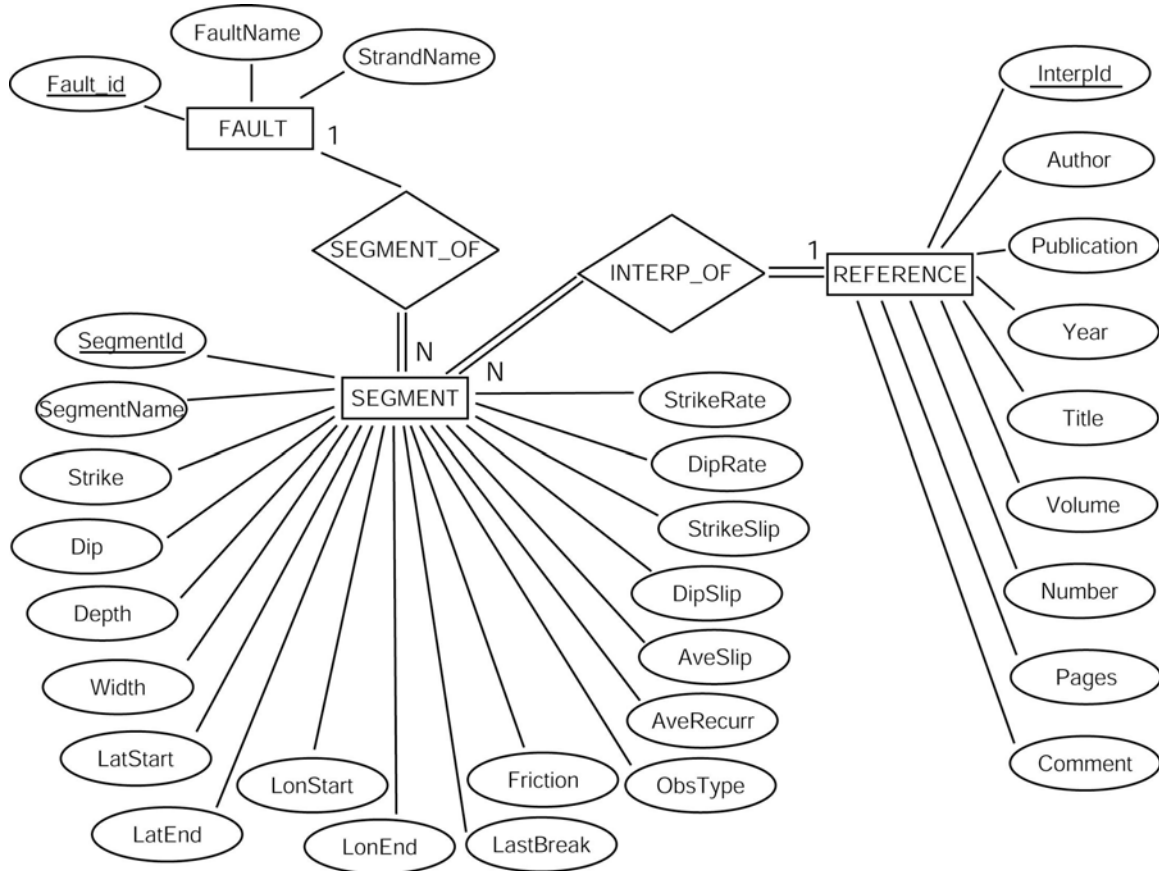 FaultName
StrandName
Fault_id
FAULT
1
SEGMENT_OF
N
INTERP_OF
1
N
REFERENCE
InterpId
Author
Publication
Year
Title
Volume
Number
Pages
Comment
SEGMENT
SegmentId
SegmentName
Strike
Dip
Depth
Width
LatStart
LatEnd
LonStart
LonEnd
LastBreak
Friction
ObsType
AveRecurr
AveSlip
DipSlip
StrikeSlip
DipRate
StrikeRate